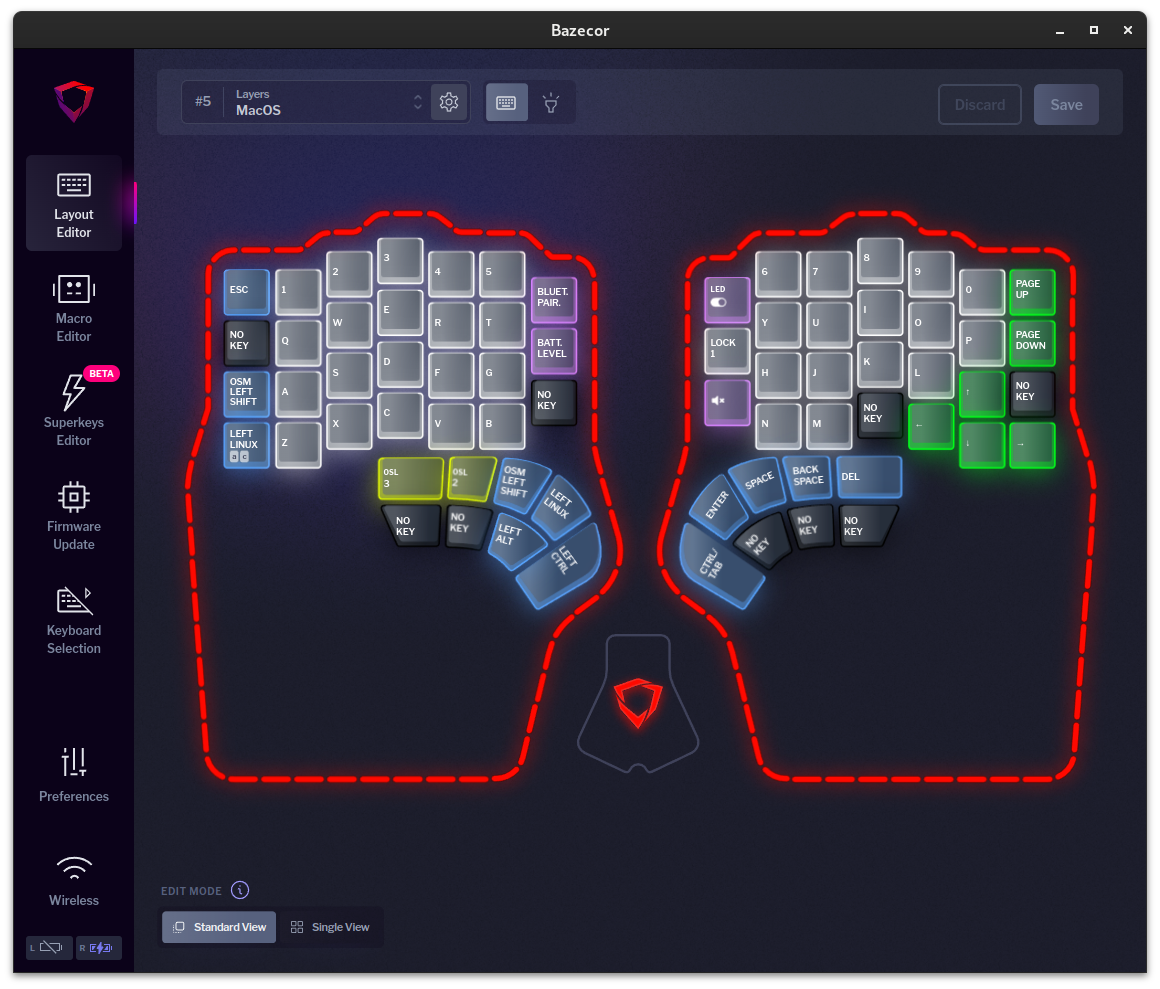 Bazecor
#5
Layers
MacOS
Discard
Save
Layout
Editor
Macro
Editor
BETA
Superkeys
Editor
Firmware
Update
Keyboard
Selection
Preferences
Wireless
L
R
ESC
1
2
3
4
5
BLUET.
PAIR.
NO
KEY
Q
W
E
R
T
BATT.
LEVEL
OSM
LEFT
SHIFT
A
S
D
F
G
NO
KEY
LEFT
LINUX
a c
Z
X
C
V
B
OSL
3
OSL
2
OSM
LEFT
SHIFT
LEFT
LINUX
NO
KEY
NO
KEY
LEFT
ALT
LEFT
CTRL
LED
6
7
8
9
0
PAGE
UP
LOCK
1
Y
U
I
O
P
PAGE
DOWN
H
J
K
L
↑
NO
KEY
N
M
NO
KEY
←
↓
→
ENTER
SPACE
BACK
SPACE
DEL
CTRL/
TAB
NO
KEY
NO
KEY
NO
KEY
EDIT MODE i
Standard View
Single View